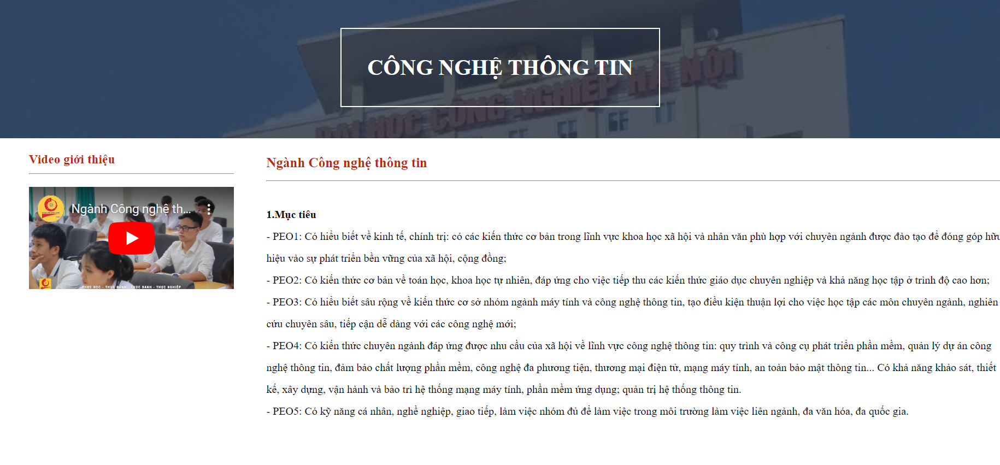 CÔNG NGHỆ THÔNG TIN
ĐẠI HỌC CÔNG NGHIỆP HÀ NỘI
Video giới thiệu
Ngành Công nghệ th...
THỰC HỌC - THỰC HÀNH - THỰC DANH - THỰC NGHIỆP
Ngành Công nghệ thông tin
1.Mục tiêu
- PEO1: Có hiểu biết về kinh tế, chính trị: có các kiến thức cơ bản trong lĩnh vực khoa học xã hội và nhân văn phù hợp với chuyên ngành được đào tạo để đóng góp hữu
hiệu vào sự phát triển bền vững của xã hội, cộng đồng;
- PEO2: Có kiến thức cơ bản về toán học, khoa học tự nhiên, đáp ứng cho việc tiếp thu các kiến thức giáo dục chuyên nghiệp và khả năng học tập ở trình độ cao hơn;
- PEO3: Có hiểu biết sâu rộng về kiến thức cơ sở nhóm ngành máy tính và công nghệ thông tin, tạo điều kiện thuận lợi cho việc học tập các môn chuyên ngành, nghiên
cứu chuyên sâu, tiếp cận dễ dàng với các công nghệ mới;
- PEO4: Có kiến thức chuyên ngành đáp ứng được nhu cầu của xã hội về lĩnh vực công nghệ thông tin: quy trình và công cụ phát triển phần mềm, quản lý dự án công
nghệ thông tin, đảm bảo chất lượng phần mềm, công nghệ đa phương tiện, thương mại điện tử, mạng máy tính, an toàn bảo mật thông tin... Có khả năng khảo sát, thiết
kế, xây dựng, vận hành và bảo trì hệ thống mạng máy tính, phần mềm ứng dụng; quản trị hệ thống thông tin.
- PEO5: Có kỹ năng cá nhân, nghề nghiệp, giao tiếp, làm việc nhóm đủ để làm việc trong môi trường làm việc liên ngành, đa văn hóa, đa quốc gia.